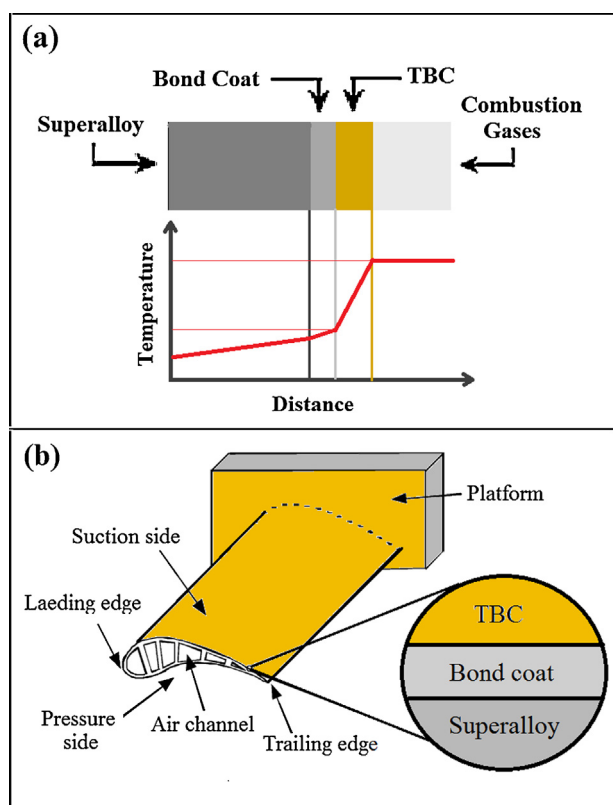 (a)
Bond Coat
TBC
Superalloy
Combustion
Gases
Temperature
Distance
(b)
Platform
Suction side
Laeding edge
TBC
Bond coat
Superalloy
Pressure
side
Air channel
Trailing edge